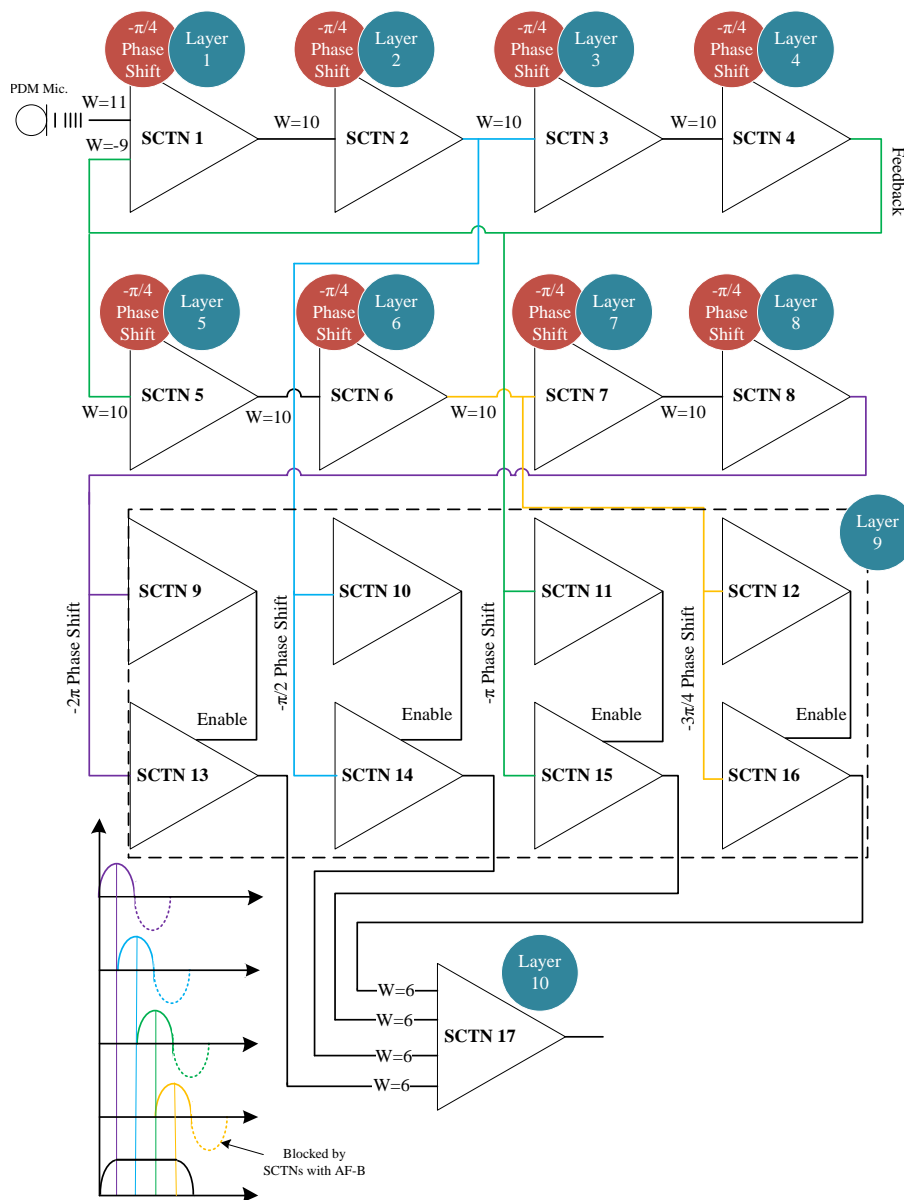 -π/4
Phase
Shift
Layer
1
-π/4
Phase
Shift
Layer
2
-π/4
Phase
Shift
Layer
3
-π/4
Phase
Shift
Layer
4
PDM Mic.
W=11
W=-9
SCTN 1
W=10
SCTN 2
W=10
SCTN 3
W=10
SCTN 4
Feedback
-π/4
Phase
Shift
Layer
5
-π/4
Phase
Shift
Layer
6
-π/4
Phase
Shift
Layer
7
-π/4
Phase
Shift
Layer
8
W=10
SCTN 5
W=10
SCTN 6
W=10
SCTN 7
W=10
SCTN 8
Layer
9
SCTN 9
SCTN 10
SCTN 11
SCTN 12
-2π Phase Shift
-π/2 Phase Shift
-π Phase Shift
-3π/4 Phase Shift
Enable
Enable
Enable
Enable
SCTN 13
SCTN 14
SCTN 15
SCTN 16
Layer
10
W=6
W=6
W=6
W=6
SCTN 17
Blocked by
SCTNs with AF-B